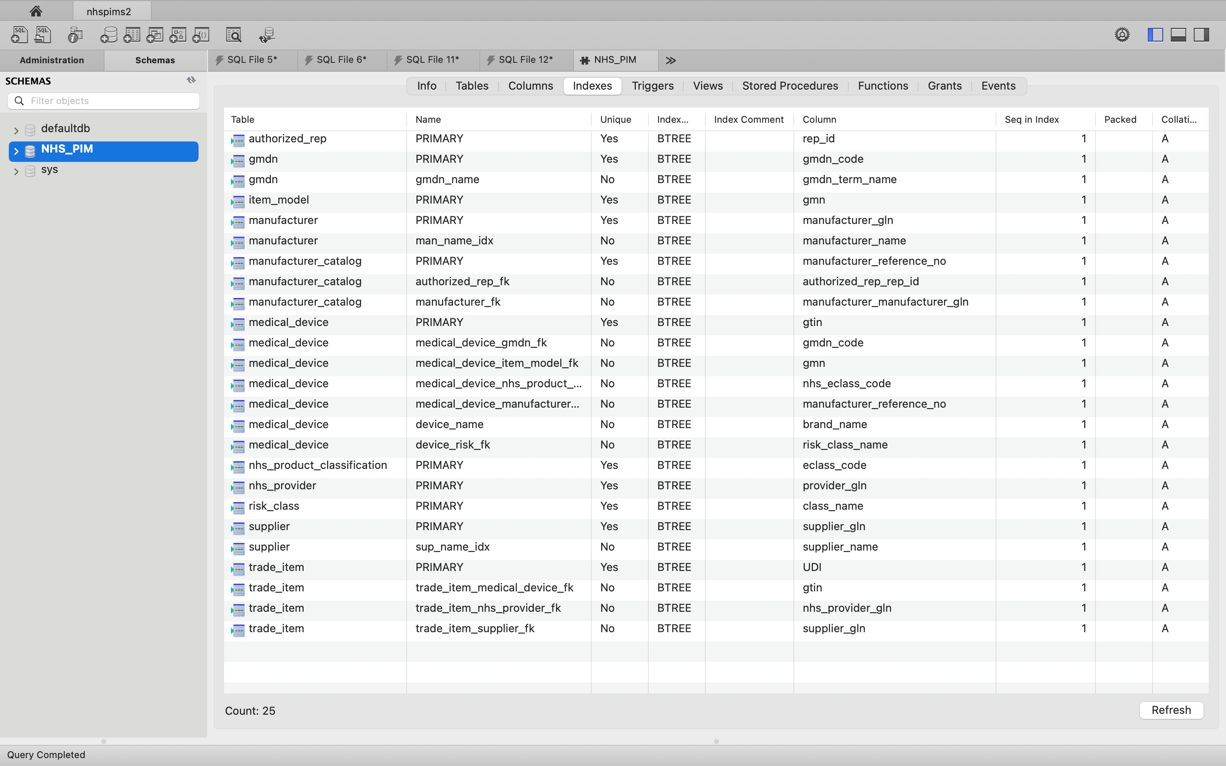 nhspims2
Administration Schemas SQL File 5* SQL File 6* SQL File 11* SQL File 12* NHS_PIM
SCHEMAS
Filter objects
defaultdb
NHS_PIM
sys
Info Tables Columns Indexes Triggers Views Stored Procedures Functions Grants Events
Table Name Unique Index... Index Comment Column Seq in Index Packed Collati...
authorized_rep PRIMARY Yes BTREE rep_id 1 A
gmdn PRIMARY Yes BTREE gmdn_code 1 A
gmdn gmdn_name No BTREE gmdn_term_name 1 A
item_model PRIMARY Yes BTREE gmn 1 A
manufacturer PRIMARY Yes BTREE manufacturer_gln 1 A
manufacturer man_name_idx No BTREE manufacturer_name 1 A
manufacturer_catalog PRIMARY Yes BTREE manufacturer_reference_no 1 A
manufacturer_catalog authorized_rep_fk No BTREE authorized_rep_rep_id 1 A
manufacturer_catalog manufacturer_fk No BTREE manufacturer_manufacturer_gln 1 A
medical_device PRIMARY Yes BTREE gtin 1 A
medical_device medical_device_gmdn_fk No BTREE gmdn_code 1 A
medical_device medical_device_item_model_fk No BTREE gmn 1 A
medical_device medical_device_nhs_product_... No BTREE nhs_eclass_code 1 A
medical_device medical_device_manufacturer... No BTREE manufacturer_reference_no 1 A
medical_device device_name No BTREE brand_name 1 A
medical_device device_risk_fk No BTREE risk_class_name 1 A
nhs_product_classification PRIMARY Yes BTREE eclass_code 1 A
nhs_provider PRIMARY Yes BTREE provider_gln 1 A
risk_class PRIMARY Yes BTREE class_name 1 A
supplier PRIMARY Yes BTREE supplier_gln 1 A
supplier sup_name_idx No BTREE supplier_name 1 A
trade_item PRIMARY Yes BTREE UDI 1 A
trade_item trade_item_medical_device_fk No BTREE gtin 1 A
trade_item trade_item_nhs_provider_fk No BTREE nhs_provider_gln 1 A
trade_item trade_item_supplier_fk No BTREE supplier_gln 1 A
Count: 25 Refresh
Query Completed